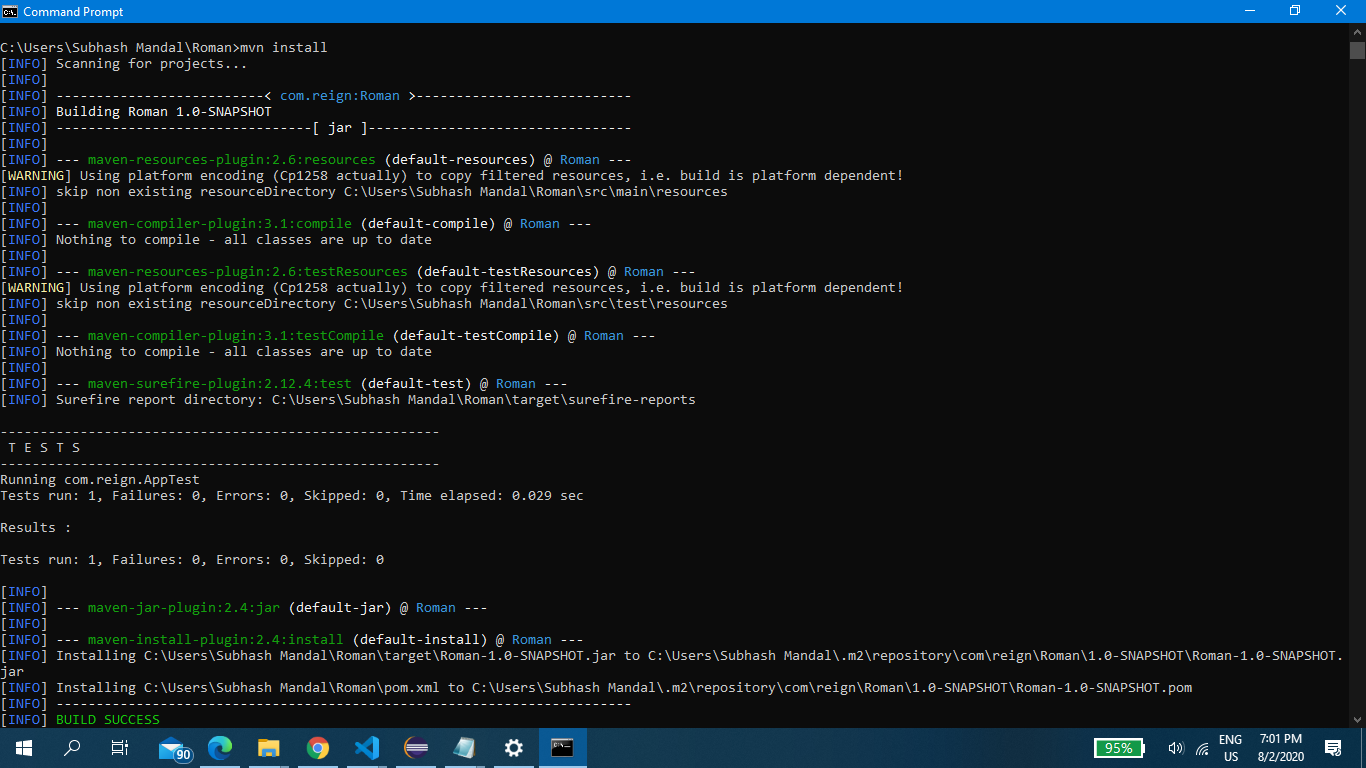 Command Prompt
C:\Users\Subhash Mandal\Roman>mvn install
[INFO] Scanning for projects...
[INFO]
[INFO] --------------------------< com.reign:Roman >---------------------------
[INFO] Building Roman 1.0-SNAPSHOT
[INFO] --------------------------------[ jar ]---------------------------------
[INFO]
[INFO] --- maven-resources-plugin:2.6:resources (default-resources) @ Roman ---
[WARNING] Using platform encoding (Cp1258 actually) to copy filtered resources, i.e. build is platform dependent!
[INFO] skip non existing resourceDirectory C:\Users\Subhash Mandal\Roman\src\main\resources
[INFO]
[INFO] --- maven-compiler-plugin:3.1:compile (default-compile) @ Roman ---
[INFO] Nothing to compile - all classes are up to date
[INFO]
[INFO] --- maven-resources-plugin:2.6:testResources (default-testResources) @ Roman ---
[WARNING] Using platform encoding (Cp1258 actually) to copy filtered resources, i.e. build is platform dependent!
[INFO] skip non existing resourceDirectory C:\Users\Subhash Mandal\Roman\src\test\resources
[INFO]
[INFO] --- maven-compiler-plugin:3.1:testCompile (default-testCompile) @ Roman ---
[INFO] Nothing to compile - all classes are up to date
[INFO]
[INFO] --- maven-surefire-plugin:2.12.4:test (default-test) @ Roman ---
[INFO] Surefire report directory: C:\Users\Subhash Mandal\Roman\target\surefire-reports
-------------------------------------------------------
T E S T S
-------------------------------------------------------
Running com.reign.AppTest
Tests run: 1, Failures: 0, Errors: 0, Skipped: 0, Time elapsed: 0.029 sec
Results :
Tests run: 1, Failures: 0, Errors: 0, Skipped: 0
[INFO]
[INFO] --- maven-jar-plugin:2.4:jar (default-jar) @ Roman ---
[INFO]
[INFO] --- maven-install-plugin:2.4:install (default-install) @ Roman ---
[INFO] Installing C:\Users\Subhash Mandal\Roman\target\Roman-1.0-SNAPSHOT.jar to C:\Users\Subhash Mandal\.m2\repository\com\reign\Roman\1.0-SNAPSHOT\Roman-1.0-SNAPSHOT.
jar
[INFO] Installing C:\Users\Subhash Mandal\Roman\pom.xml to C:\Users\Subhash Mandal\.m2\repository\com\reign\Roman\1.0-SNAPSHOT\Roman-1.0-SNAPSHOT.pom
[INFO] ------------------------------------------------------------------------
[INFO] BUILD SUCCESS
90
95%
ENG
US
7:01 PM
8/2/2020